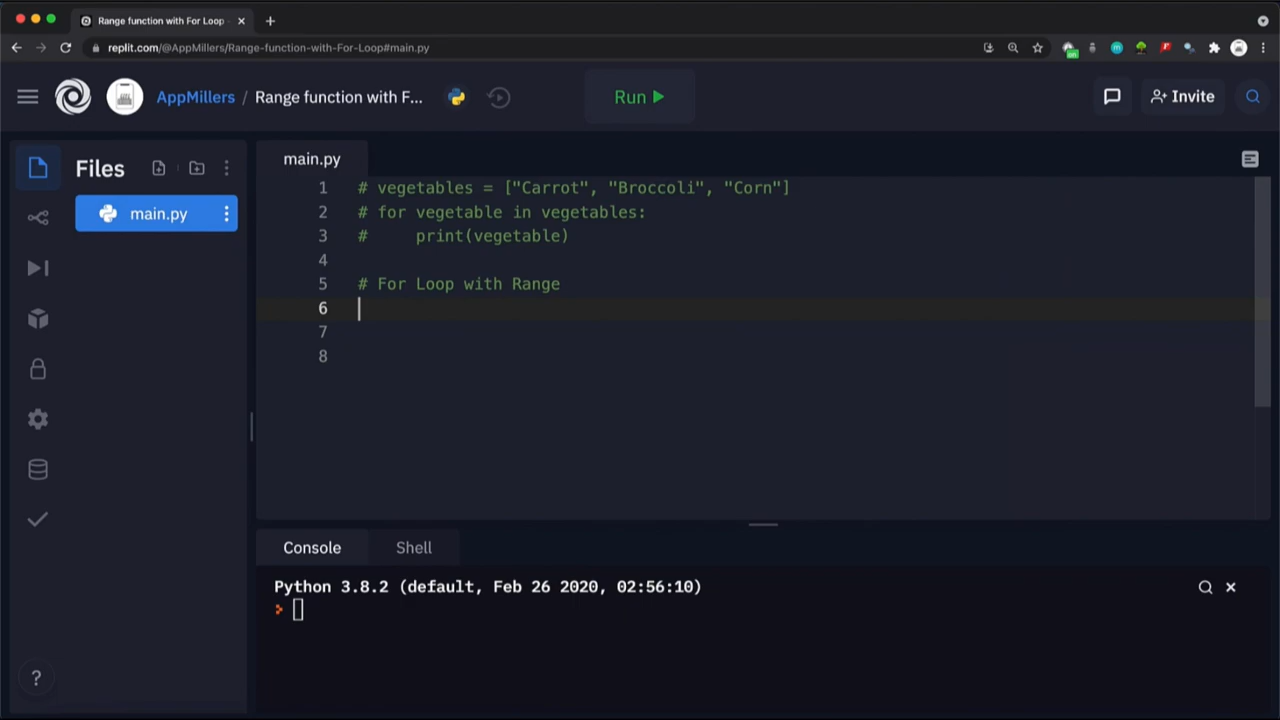 Range function with For Loop
replit.com/@AppMillers/Range-function-with-For-Loop#main.py
AppMillers / Range function with F... Run Invite
Files
main.py
main.py
1 # vegetables = ["Carrot", "Broccoli", "Corn"]
2 # for vegetable in vegetables:
3 #     print(vegetable)
4
5 # For Loop with Range
6
7
8
Console Shell
Python 3.8.2 (default, Feb 26 2020, 02:56:10)
?